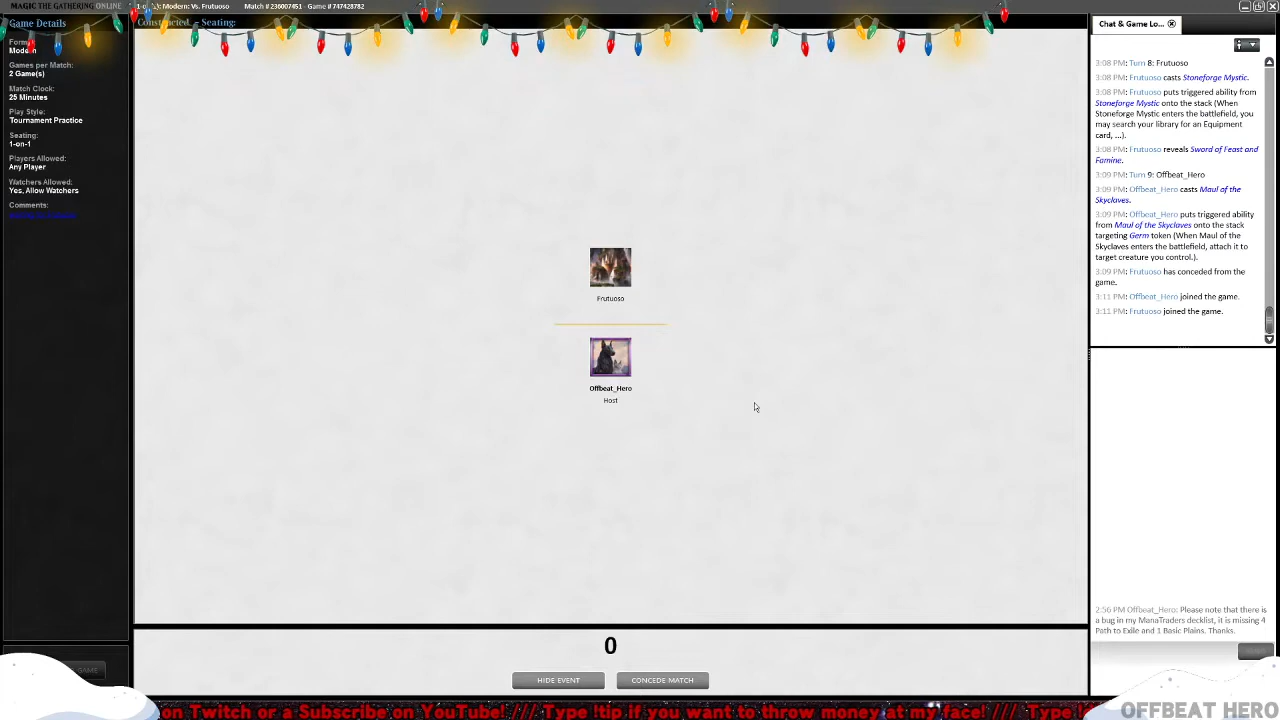 MAGIC THE GATHERING ONLINE
Modern: Vs. Frutuoso Match # 236007451 - Game # 747428782
Game Details
Modern
Games per Match:
2 Game(s)
Match Clock:
25 Minutes
Play Style:
Tournament Practice
Seating:
1-on-1
Players Allowed:
Any Player
Watchers Allowed:
Yes, Allow Watchers
Comments:
Constructed - Seating:
Frutuoso
Offbeat_Hero
Host
0
HIDE EVENT
CONCEDE MATCH
Chat & Game Lo...
3:08 PM: Turn 8: Frutuoso
3:08 PM: Frutuoso casts Stoneforge Mystic.
3:08 PM: Frutuoso puts triggered ability from
Stoneforge Mystic onto the stack (When
Stoneforge Mystic enters the battlefield, you
may search your library for an Equipment
card, ...).
3:08 PM: Frutuoso reveals Sword of Feast and
Famine.
3:09 PM: Turn 9: Offbeat_Hero
3:09 PM: Offbeat_Hero casts Maul of the
Skyclaves.
3:09 PM: Offbeat_Hero puts triggered ability
from Maul of the Skyclaves onto the stack
targeting Germ token (When Maul of the
Skyclaves enters the battlefield, attach it to
target creature you control.).
3:09 PM: Frutuoso has conceded from the
game.
3:11 PM: Offbeat_Hero joined the game.
3:11 PM: Frutuoso joined the game.
2:56 PM Offbeat_Hero: Please note that there is
a bug in my ManaTraders decklist, it is missing 4
Path to Exile and 1 Basic Plains. Thanks.
on Twitch or a Subscribe on YouTube! //// Type !tip if you want to throw money at my face! //// Type
OFFBEAT HERO